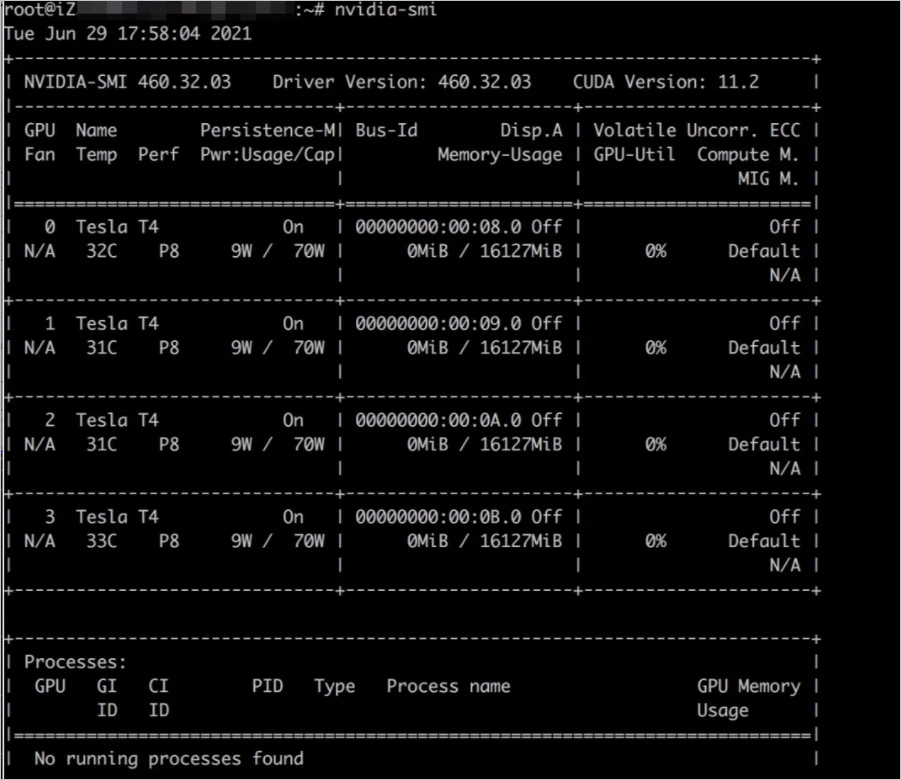 root@iZ :~# nvidia-smi
Tue Jun 29 17:58:04 2021
+-----------------------------------------------------------------------------+
| NVIDIA-SMI 460.32.03    Driver Version: 460.32.03    CUDA Version: 11.2     |
|-------------------------------+----------------------+----------------------+
| GPU  Name        Persistence-M| Bus-Id        Disp.A | Volatile Uncorr. ECC |
| Fan  Temp  Perf  Pwr:Usage/Cap|         Memory-Usage | GPU-Util  Compute M. |
|                               |                      |               MIG M. |
|===============================+======================+======================|
|   0  Tesla T4            On   | 00000000:00:08.0 Off |                  Off |
| N/A   32C    P8     9W /  70W |      0MiB / 16127MiB |      0%      Default |
|                               |                      |                  N/A |
+-------------------------------+----------------------+----------------------+
|   1  Tesla T4            On   | 00000000:00:09.0 Off |                  Off |
| N/A   31C    P8     9W /  70W |      0MiB / 16127MiB |      0%      Default |
|                               |                      |                  N/A |
+-------------------------------+----------------------+----------------------+
|   2  Tesla T4            On   | 00000000:00:0A.0 Off |                  Off |
| N/A   31C    P8     9W /  70W |      0MiB / 16127MiB |      0%      Default |
|                               |                      |                  N/A |
+-------------------------------+----------------------+----------------------+
|   3  Tesla T4            On   | 00000000:00:0B.0 Off |                  Off |
| N/A   33C    P8     9W /  70W |      0MiB / 16127MiB |      0%      Default |
|                               |                      |                  N/A |
+-------------------------------+----------------------+----------------------+
+-----------------------------------------------------------------------------+
| Processes:                                                                  |
|  GPU   GI   CI        PID   Type   Process name                  GPU Memory |
|        ID   ID                                                   Usage      |
|=============================================================================|
|  No running processes found                                                 |